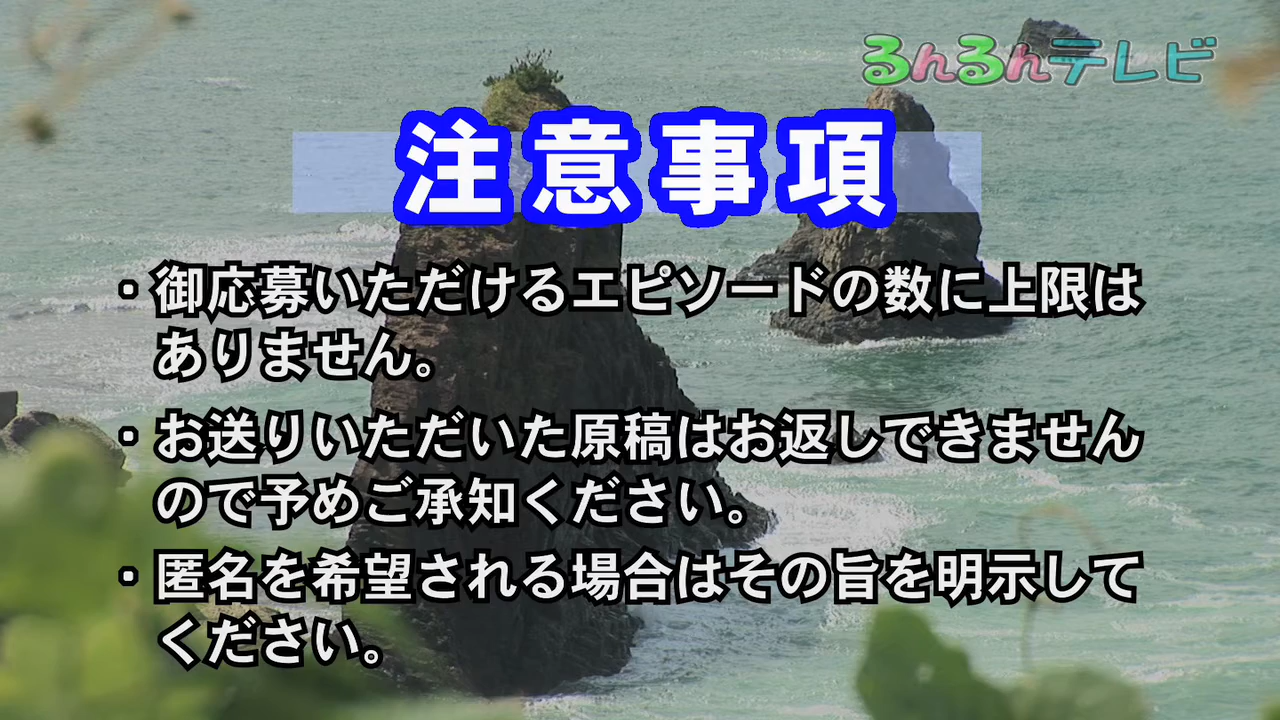 るんるんテレビ
注意事項
・御応募いただけるエピソードの数に上限は
ありません。
・お送りいただいた原稿はお返しできません
ので予めご承知ください。
・匿名を希望される場合はその旨を明示して
ください。